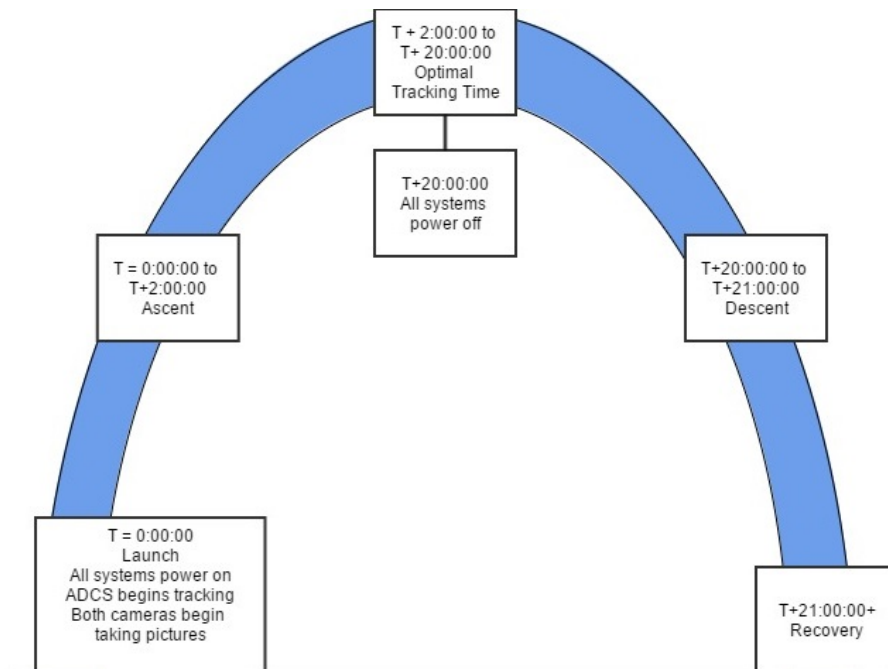 T + 2:00:00 to
T+ 20:00:00
Optimal
Tracking Time
T+20:00:00
All systems
power off
T = 0:00:00 to
T+2:00:00
Ascent
T+20:00:00 to
T+21:00:00
Descent
T = 0:00:00
Launch
All systems power on
ADCS begins tracking
Both cameras begin
taking pictures
T+21:00:00+
Recovery